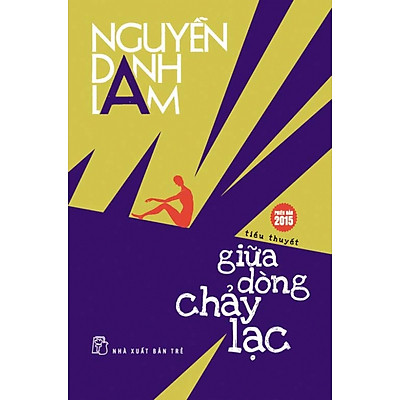 NGUYỄN
DANH
LAM
PHIÊN BẢN
2015
tiểu thuyết
giữa
dòng
chảy
lạc
NHÀ XUẤT BẢN TRẺ